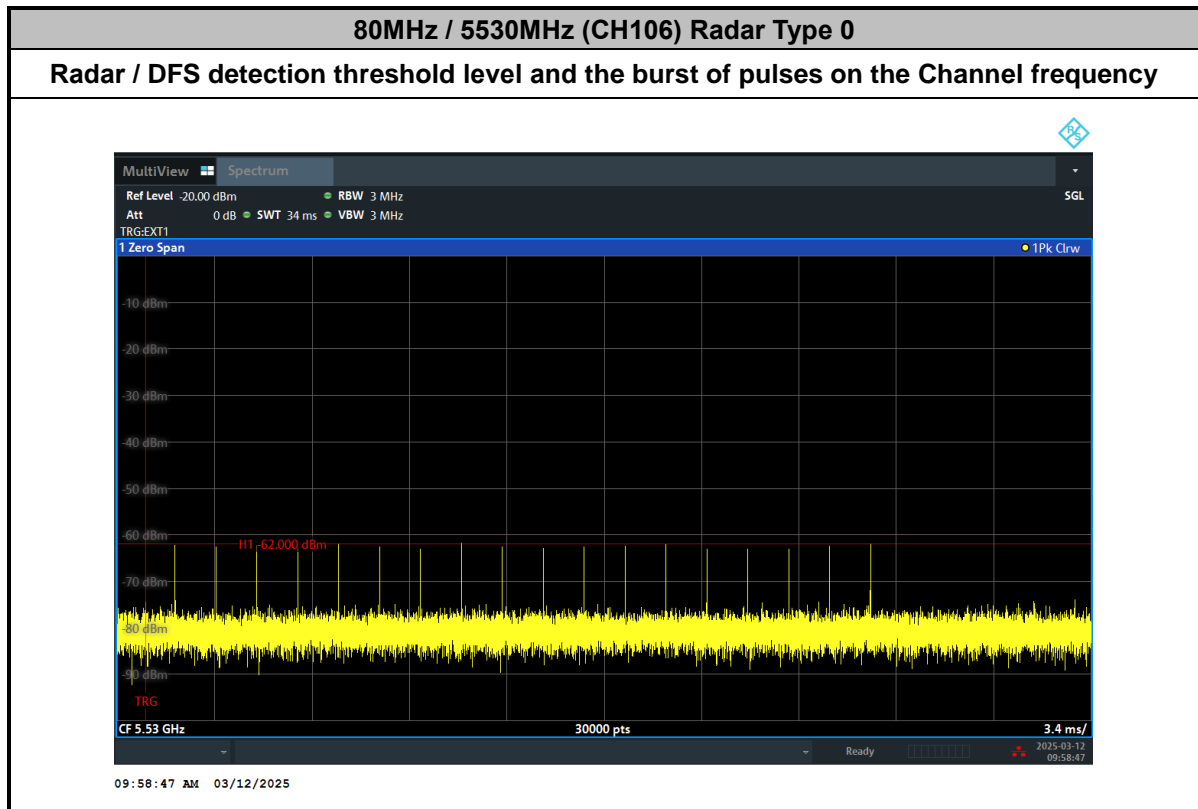 80MHz / 5530MHz (CH106) Radar Type 0
Radar / DFS detection threshold level and the burst of pulses on the Channel frequency
R&S
MultiView Spectrum
Ref Level -20.00 dBm RBW 3 MHz SGL
Att 0 dB SWT 34 ms VBW 3 MHz
TRG:EXT1
1 Zero Span 1Pk Clrw
-10 dBm
-20 dBm
-30 dBm
-40 dBm
-50 dBm
-60 dBm
H1 -62.000 dBm
-70 dBm
-80 dBm
-90 dBm
TRG
CF 5.53 GHz 30000 pts 3.4 ms/
Ready 2025-03-12
09:58:47
09:58:47 AM 03/12/2025